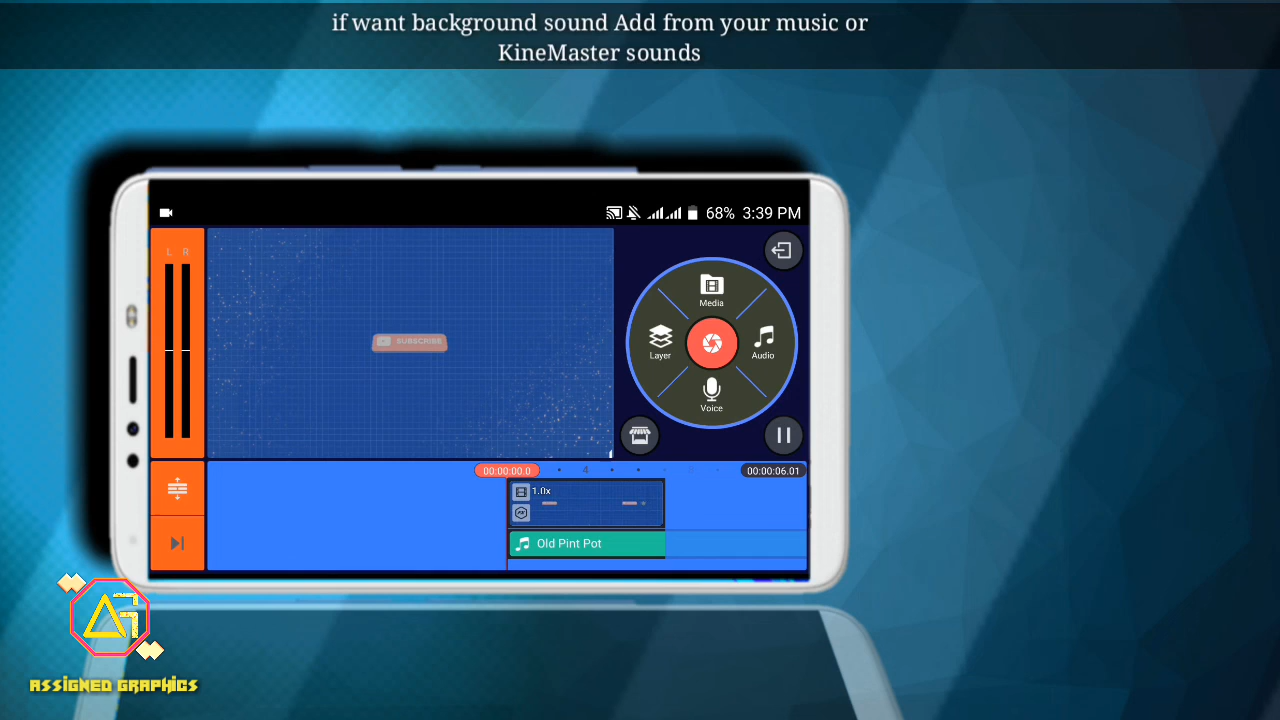 if want background sound Add from your music or
KineMaster sounds
68% 3:39 PM
L R
SUBSCRIBE
Media
Layer
Audio
Voice
00:00:00.0
4
00:00:06.01
1.0x
Old Pint Pot
AG
ASSIGNED GRAPHICS